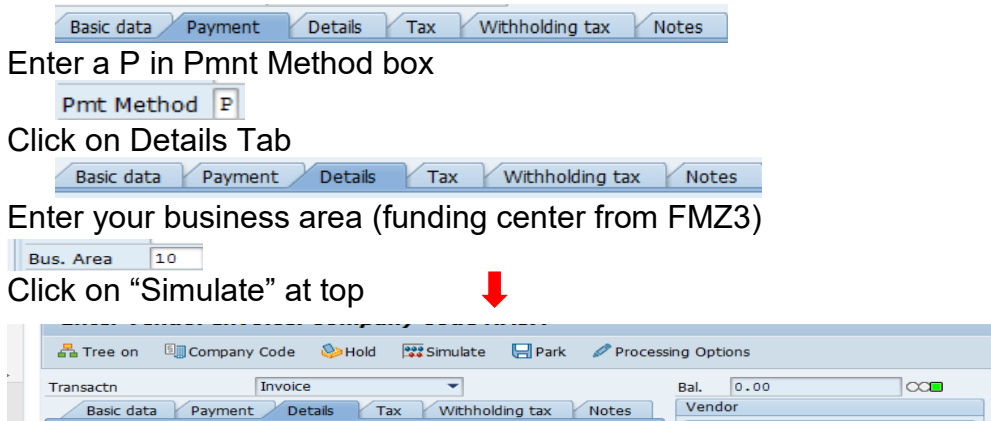 Basic data Payment Details Tax Withholding tax Notes
Enter a P in Pmnt Method box
Pmt Method P
Click on Details Tab
Basic data Payment Details Tax Withholding tax Notes
Enter your business area (funding center from FMZ3)
Bus. Area 10
Click on “Simulate” at top
Tree on Company Code Hold Simulate Park Processing Options
Transactn Invoice Bal. 0.00
Basic data Payment Details Tax Withholding tax Notes Vendor